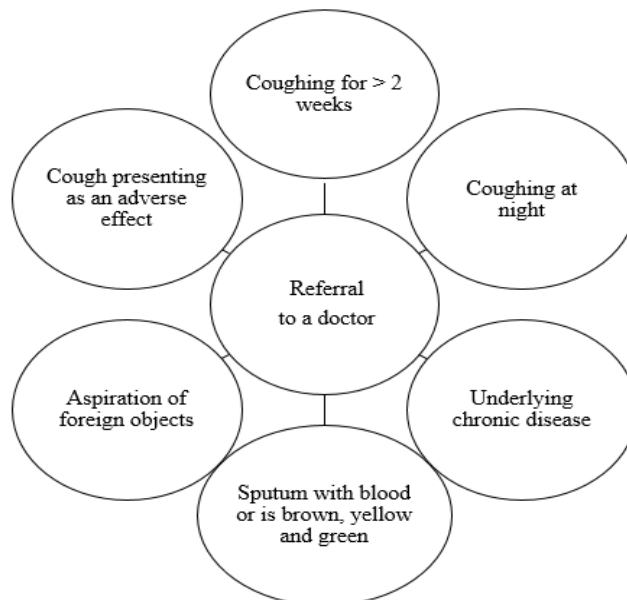 Coughing for > 2
weeks
Cough presenting
as an adverse
effect
Coughing at
night
Referral
to a doctor
Aspiration of
foreign objects
Underlying
chronic disease
Sputum with blood
or is brown, yellow
and green